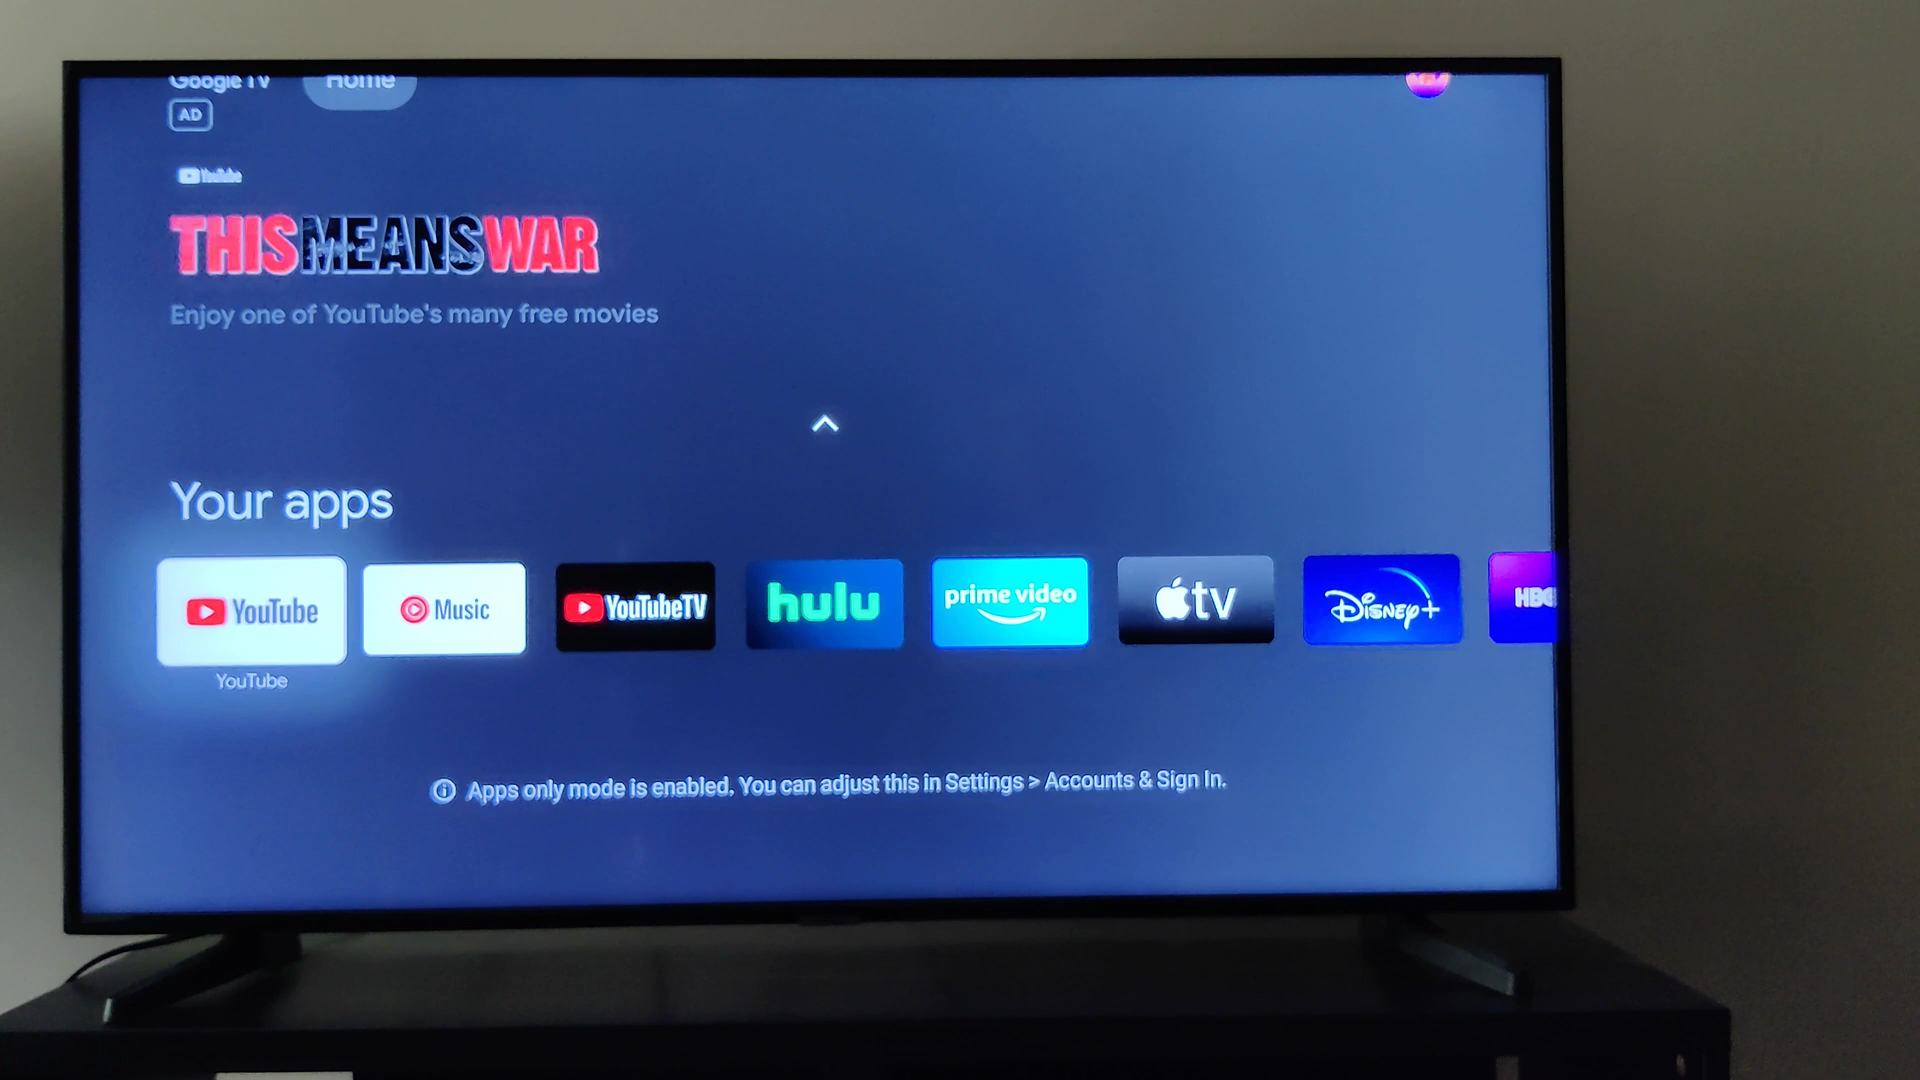 Google TV Home
AD
YouTube
THIS MEANS WAR
Enjoy one of YouTube's many free movies
Your apps
YouTube Music YouTubeTV hulu prime video tv Disney+ HBO
YouTube
Apps only mode is enabled. You can adjust this in Settings > Accounts & Sign In.